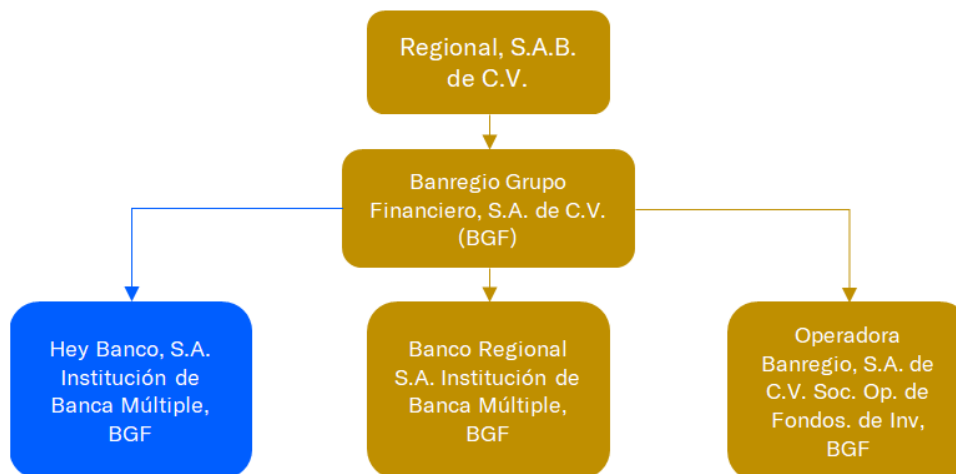 Regional, S.A.B.
de C.V.
Banregio Grupo
Financiero, S.A. de C.V.
(BGF)
Hey Banco, S.A.
Institución de
Banca Múltiple,
BGF
Banco Regional
S.A. Institución de
Banca Múltiple,
BGF
Operadora
Banregio, S.A. de
C.V. Soc. Op. de
Fondos. de Inv,
BGF